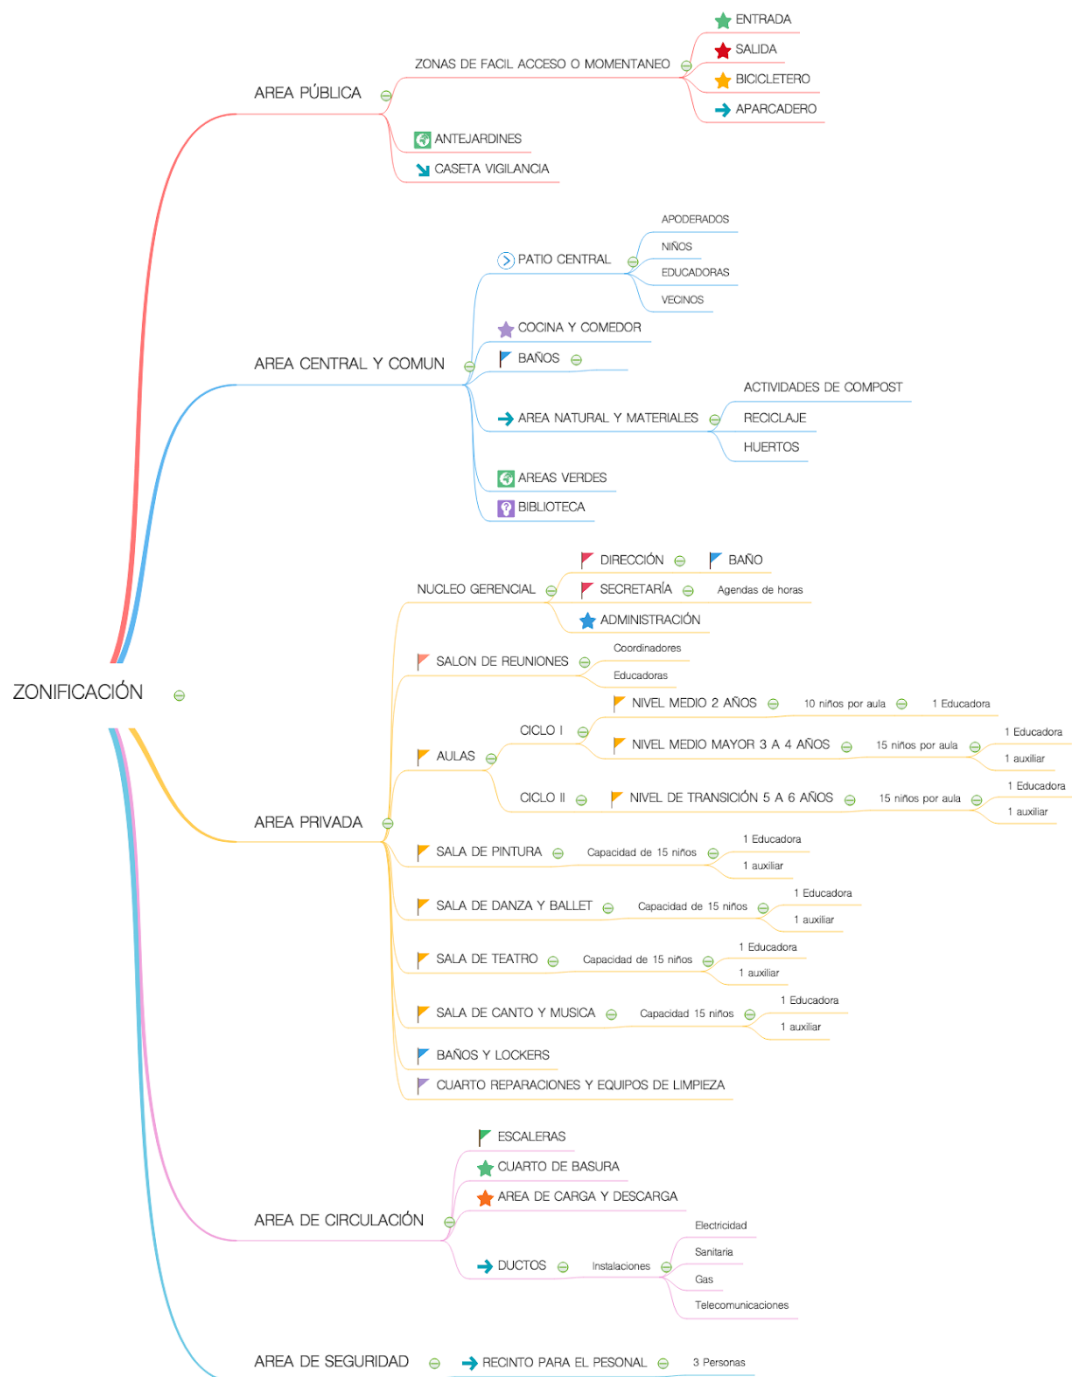 ENTRADA
SALIDA
ZONAS DE FACIL ACCESO O MOMENTANEO
BICICLETERO
AREA PÚBLICA
APARCADERO
ANTEJARDINES
CASETA VIGILANCIA
APODERADOS
NIÑOS
PATIO CENTRAL
EDUCADORAS
VECINOS
COCINA Y COMEDOR
AREA CENTRAL Y COMUN
BAÑOS
ACTIVIDADES DE COMPOST
AREA NATURAL Y MATERIALES
RECICLAJE
HUERTOS
AREAS VERDES
BIBLIOTECA
DIRECCIÓN
BAÑO
NUCLEO GERENCIAL
SECRETARÍA
Agendas de horas
ADMINISTRACIÓN
Coordinadores
SALON DE REUNIONES
Educadoras
ZONIFICACIÓN
NIVEL MEDIO 2 AÑOS
10 niños por aula
1 Educadora
CICLO I
1 Educadora
NIVEL MEDIO MAYOR 3 A 4 AÑOS
15 niños por aula
1 auxiliar
AULAS
1 Educadora
CICLO II
NIVEL DE TRANSICIÓN 5 A 6 AÑOS
15 niños por aula
1 auxiliar
AREA PRIVADA
1 Educadora
SALA DE PINTURA
Capacidad de 15 niños
1 auxiliar
1 Educadora
SALA DE DANZA Y BALLET
Capacidad de 15 niños
1 auxiliar
1 Educadora
SALA DE TEATRO
Capacidad de 15 niños
1 auxiliar
1 Educadora
SALA DE CANTO Y MUSICA
Capacidad 15 niños
1 auxiliar
BAÑOS Y LOCKERS
CUARTO REPARACIONES Y EQUIPOS DE LIMPIEZA
ESCALERAS
CUARTO DE BASURA
AREA DE CARGA Y DESCARGA
AREA DE CIRCULACIÓN
Electricidad
Sanitaria
DUCTOS
Instalaciones
Gas
Telecomunicaciones
AREA DE SEGURIDAD
RECINTO PARA EL PESONAL
3 Personas